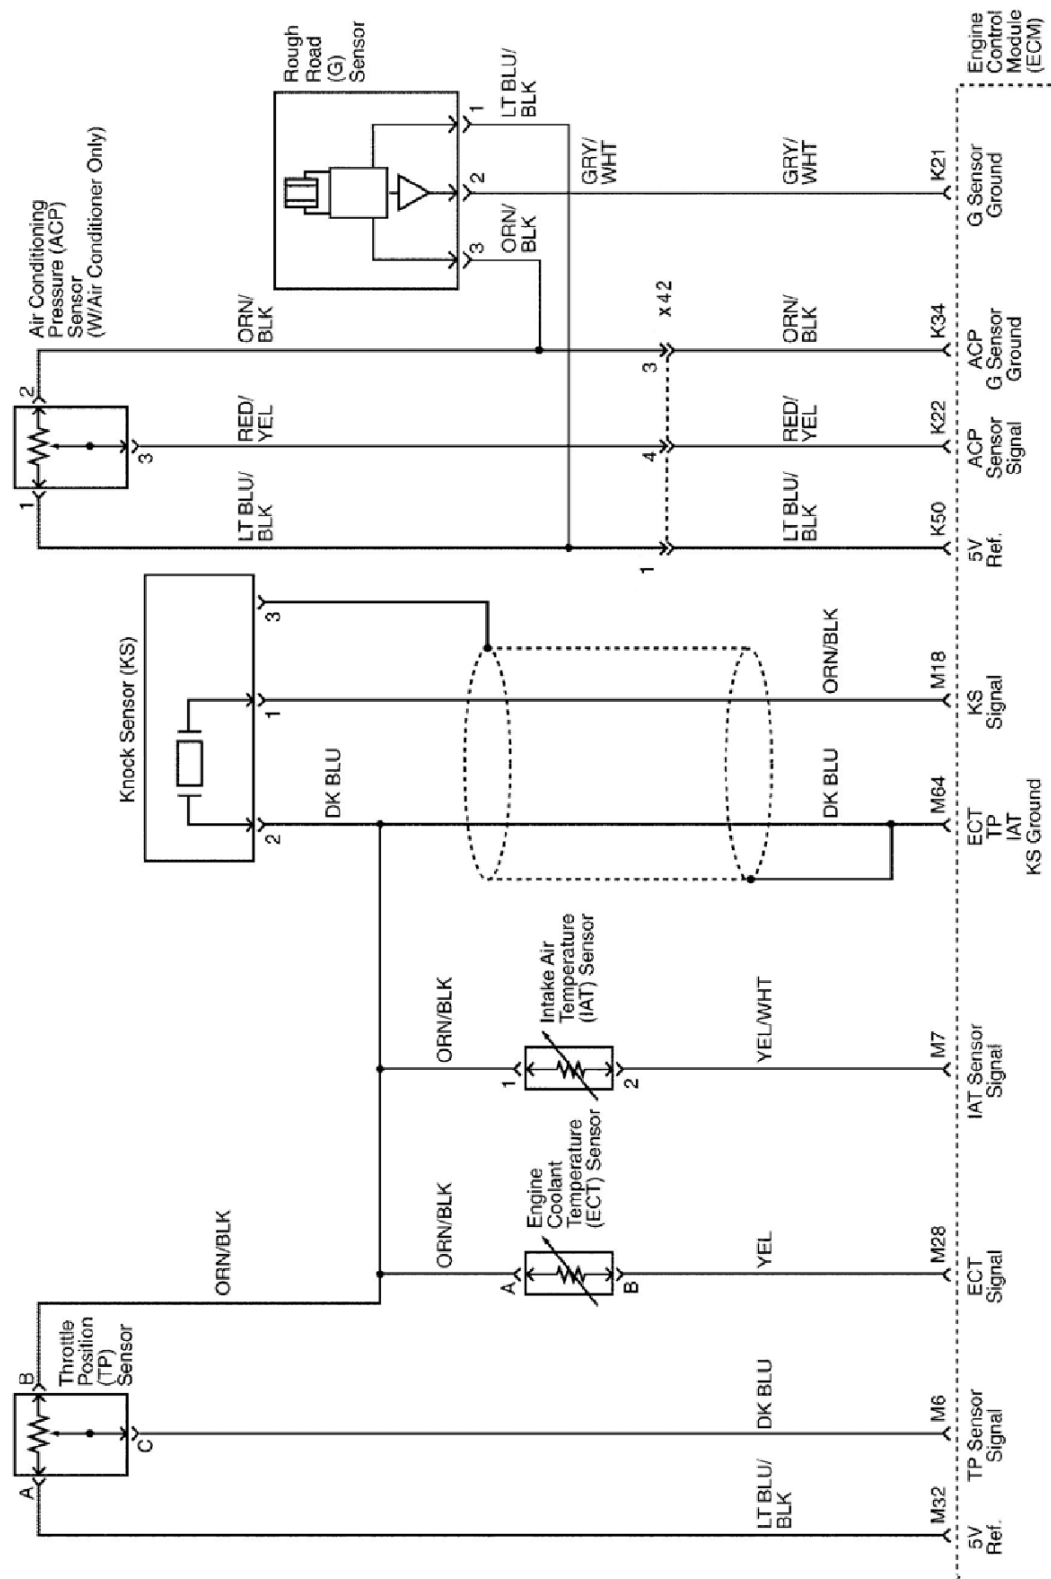 Air Conditioning
Pressure (ACP)
Sensor
(W/Air Conditioner Only)
Rough
Road
(G)
Sensor
Knock Sensor (KS)
Throttle
Position
(TP)
Sensor
A
B
C
ORN/BLK
2
1
3
1
2
3
3
2
1
DK BLU
LT BLU/
BLK
RED/
YEL
ORN/
BLK
ORN/
BLK
LT BLU/
BLK
GRY/
WHT
ORN/BLK
ORN/BLK
A
B
1
2
Engine
Coolant
Temperature
(ECT) Sensor
Intake Air
Temperature
(IAT) Sensor
1
4
3
x42
LT BLU/
BLK
DK BLU
YEL
YEL/WHT
DK BLU
ORN/BLK
LT BLU/
BLK
RED/
YEL
ORN/
BLK
GRY/
WHT
M32
M6
M28
M7
M64
M18
K50
K22
K34
K21
5V
Ref.
TP Sensor
Signal
ECT
Signal
IAT Sensor
Signal
ECT
TP
IAT
KS Ground
KS
Signal
5V
Ref.
ACP
Sensor
Signal
ACP
G Sensor
Ground
G Sensor
Ground
Engine
Control
Module
(ECM)